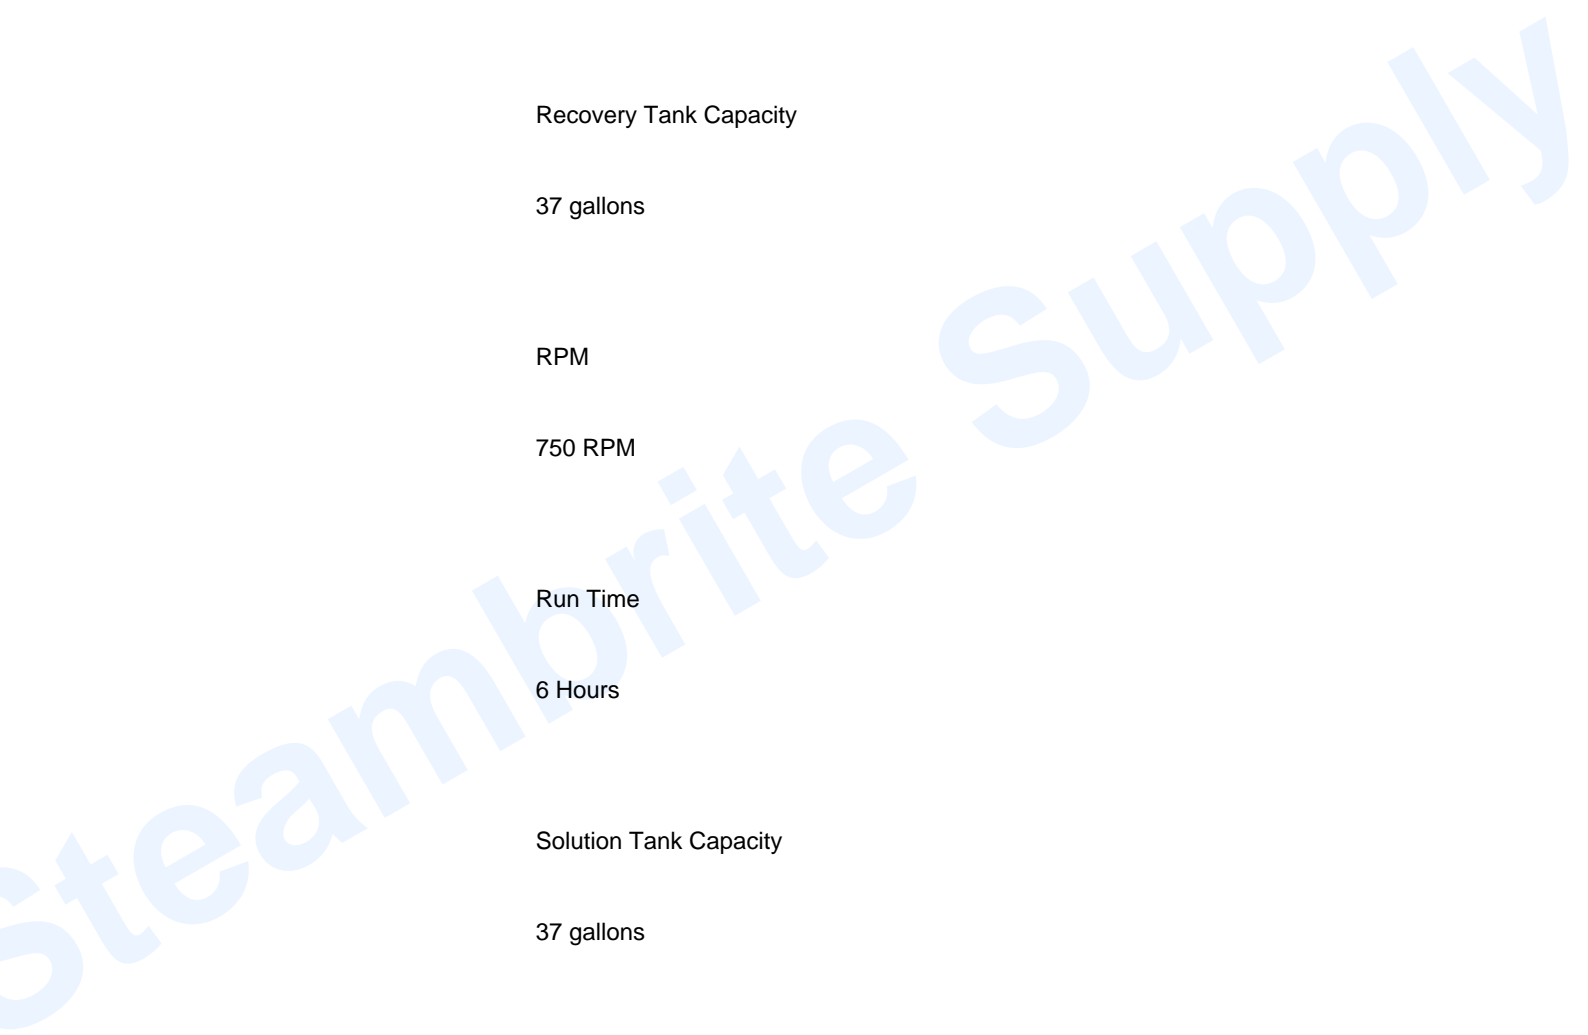 Recovery Tank Capacity
37 gallons
RPM
750 RPM
Run Time
6 Hours
Solution Tank Capacity
37 gallons
Steambrite Supply